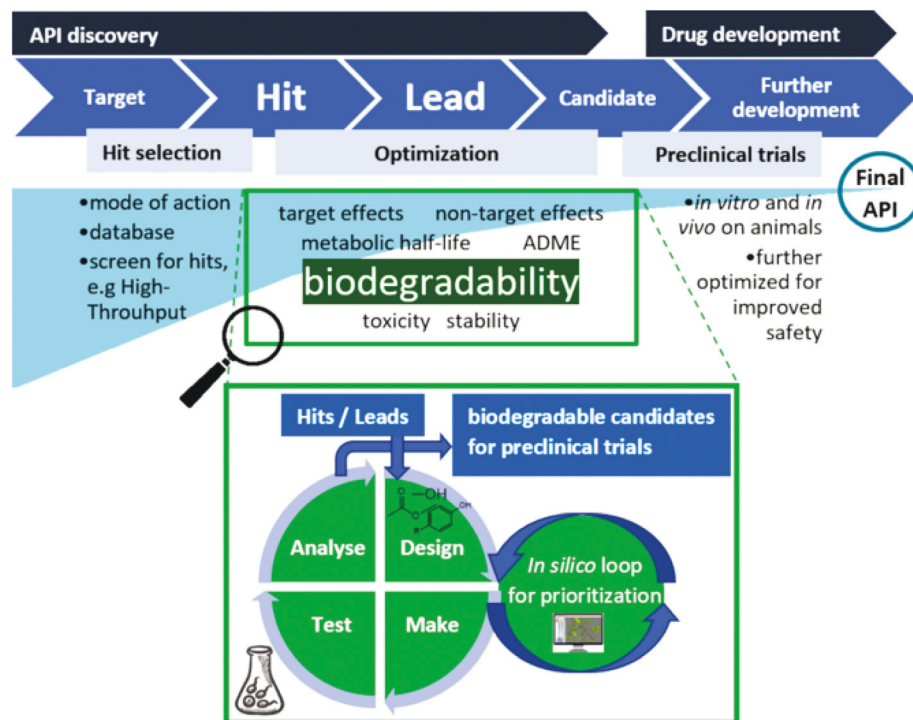 API discovery
Drug development
Target
Hit
Lead
Candidate
Further
development
Hit selection
Optimization
Preclinical trials
Final
API
•mode of action
•database
•screen for hits,
e.g High-
Throuhput
target effects non-target effects
metabolic half-life ADME
biodegradability
toxicity stability
•in vitro and in
vivo on animals
•further
optimized for
improved
safety
Hits / Leads
biodegradable candidates
for preclinical trials
O
OH
O
OH
R
Analyse
Design
Test
Make
In silico loop
for prioritization